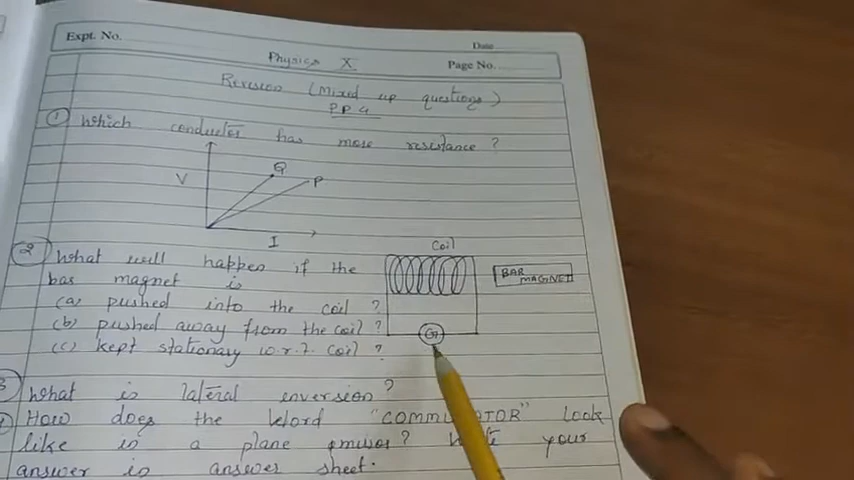 Expt. No.
Date
Page No.
Physics X
Revision (Mixed up questions)
PP 4
① Which conductor has more resistance ?
V
Q
P
I
② What will happen if the
bar magnet is
(a) pushed into the coil ?
(b) pushed away from the coil ?
(c) kept stationary w.r.t. coil ?
Coil
BAR
MAGNET
G
3 What is lateral inversion ?
How does the word "COMMUTATOR" look
like in a plane mirror? Write your
answer in answer sheet.